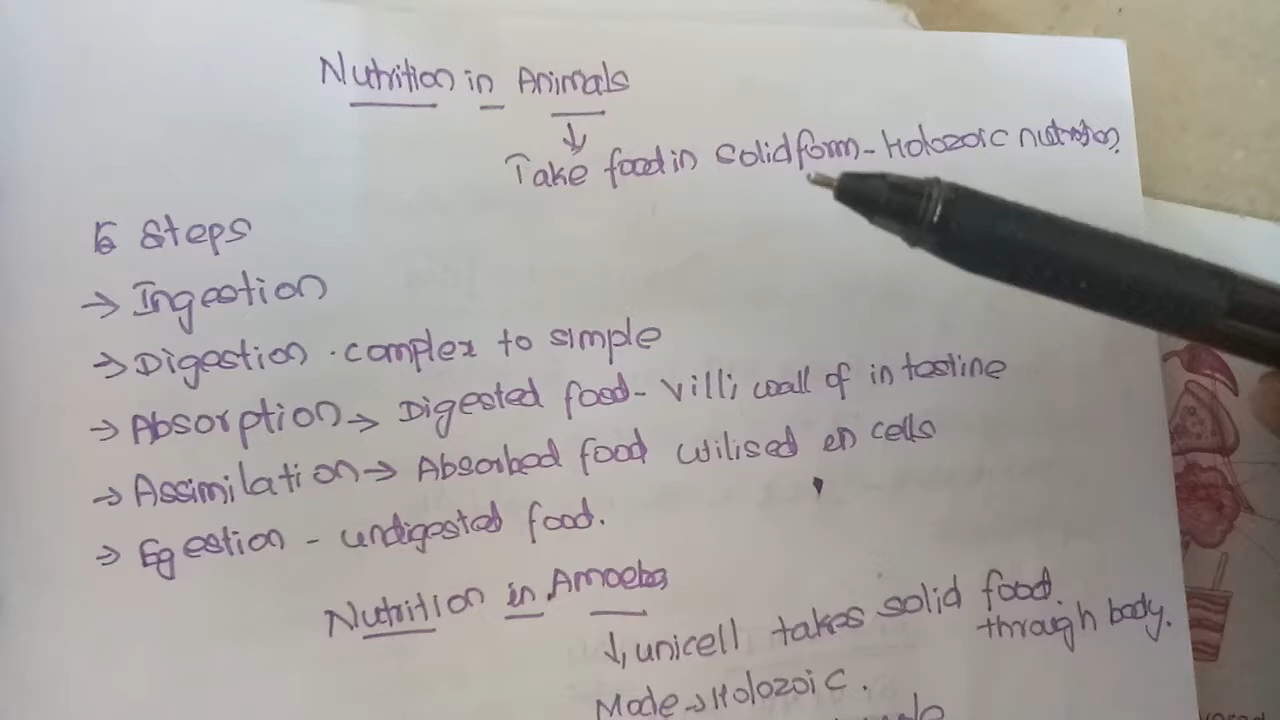 Nutrition in Animals
↓
Take food in solid form - Holozoic nutrition
5 Steps
→ Ingestion
→ Digestion . complex to simple
→ Absorption → Digested food - Villi wall of intestine
→ Assimilation → Absorbed food utilised en cells
→ Egestion - undigested food.
Nutrition in Amoeba
↓, unicell takes solid food
through body.
Mode → Holozoic.